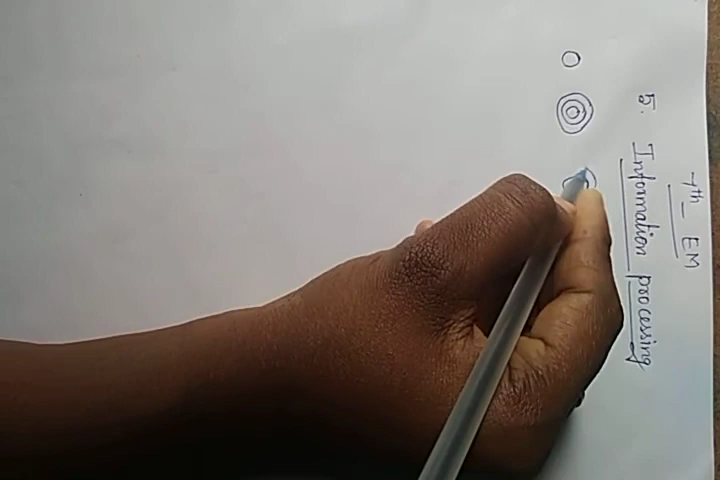 7th - EM
5. Information processing